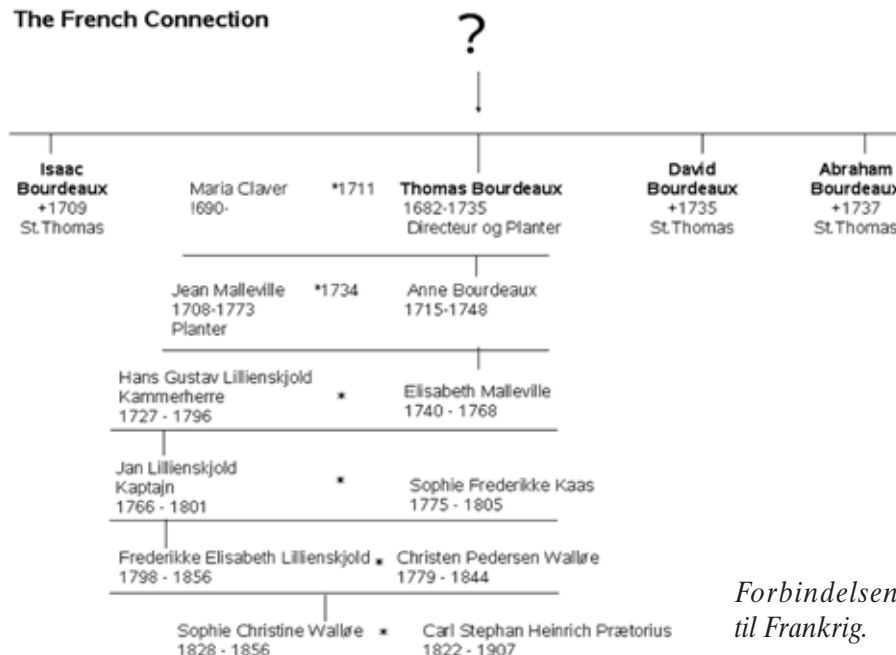 The French Connection
?
Isaac
Bourdeaux
+1709
St.Thomas
Maria Claver *1711
!690-
Thomas Bourdeaux
1682-1735
Directeur og Planter
David
Bourdeaux
+1735
St.Thomas
Abraham
Bourdeaux
+1737
St.Thomas
Jean Malleville *1734 Anne Bourdeaux
1708-1773 1715-1748
Planter
Hans Gustav Lillienskjold
Kammerherre * Elisabeth Malleville
1727 - 1796 1740 - 1768
Jan Lillienskjold
Kaptajn * Sophie Frederikke Kaas
1766 - 1801 1775 - 1805
Frederikke Elisabeth Lillienskjold * Christen Pedersen Walløe
1798 - 1856 1779 - 1844
Sophie Christine Walløe * Carl Stephan Heinrich Prætorius
1828 - 1856 1822 - 1907
Forbindelsen
til Frankrig.